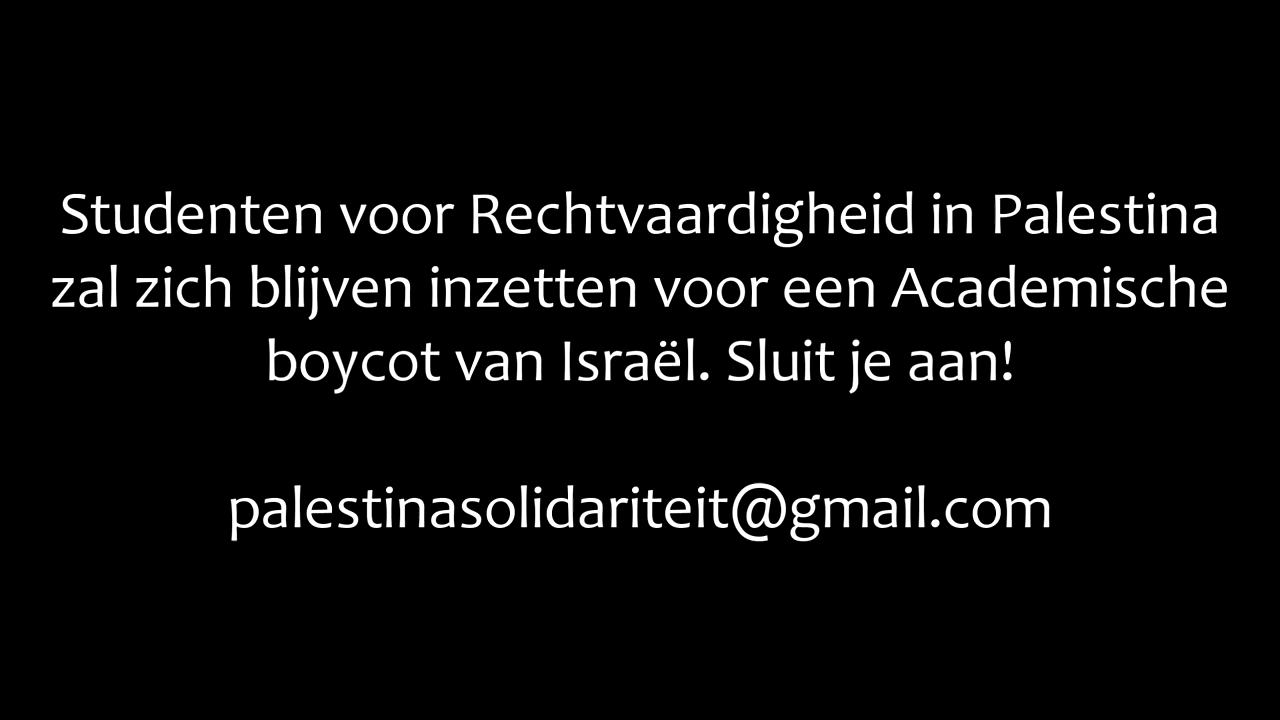 Studenten voor Rechtvaardigheid in Palestina
zal zich blijven inzetten voor een Academische
boycot van Israël. Sluit je aan!
palestinasolidariteit@gmail.com